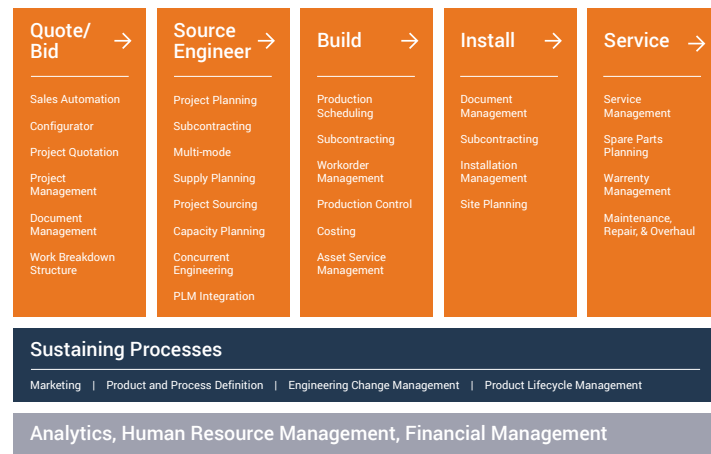 Quote/
Bid
Sales Automation
Configurator
Project Quotation
Project
Management
Document
Management
Work Breakdown
Structure
Source
Engineer
Project Planning
Subcontracting
Multi-mode
Supply Planning
Project Sourcing
Capacity Planning
Concurrent
Engineering
PLM Integration
Build
Production
Scheduling
Subcontracting
Workorder
Management
Production Control
Costing
Asset Service
Management
Install
Document
Management
Subcontracting
Installation
Management
Site Planning
Service
Service
Management
Spare Parts
Planning
Warrenty
Management
Maintenance,
Repair, & Overhaul
Sustaining Processes
Marketing | Product and Process Definition | Engineering Change Management | Product Lifecycle Management
Analytics, Human Resource Management, Financial Management